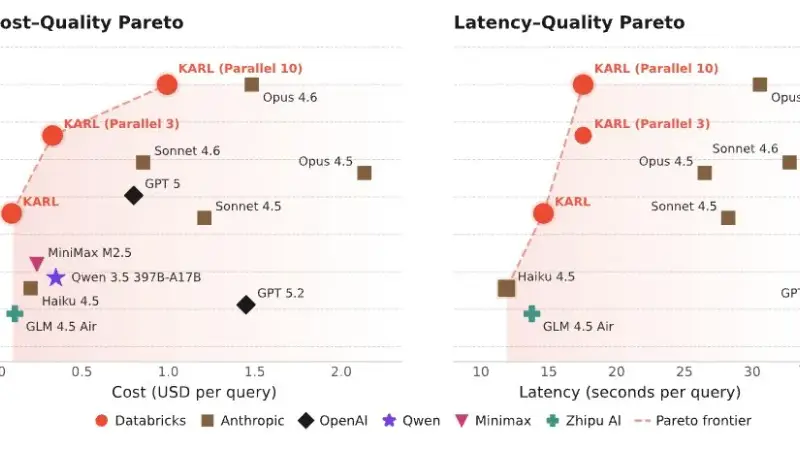 ost–Quality Pareto
KARL (Parallel 10)
Opus 4.6
KARL (Parallel 3)
Sonnet 4.6
Opus 4.5
GPT 5
KARL
Sonnet 4.5
MiniMax M2.5
Qwen 3.5 397B-A17B
GPT 5.2
Haiku 4.5
GLM 4.5 Air
0 0.5 1.0 1.5 2.0
Cost (USD per query)
Latency–Quality Pareto
KARL (Parallel 10)
Opus
KARL (Parallel 3)
Sonnet 4.6
Opus 4.5
KARL
Sonnet 4.5
Haiku 4.5
GPT
GLM 4.5 Air
10 15 20 25 30
Latency (seconds per query)
Databricks Anthropic OpenAI Qwen Minimax Zhipu AI Pareto frontier